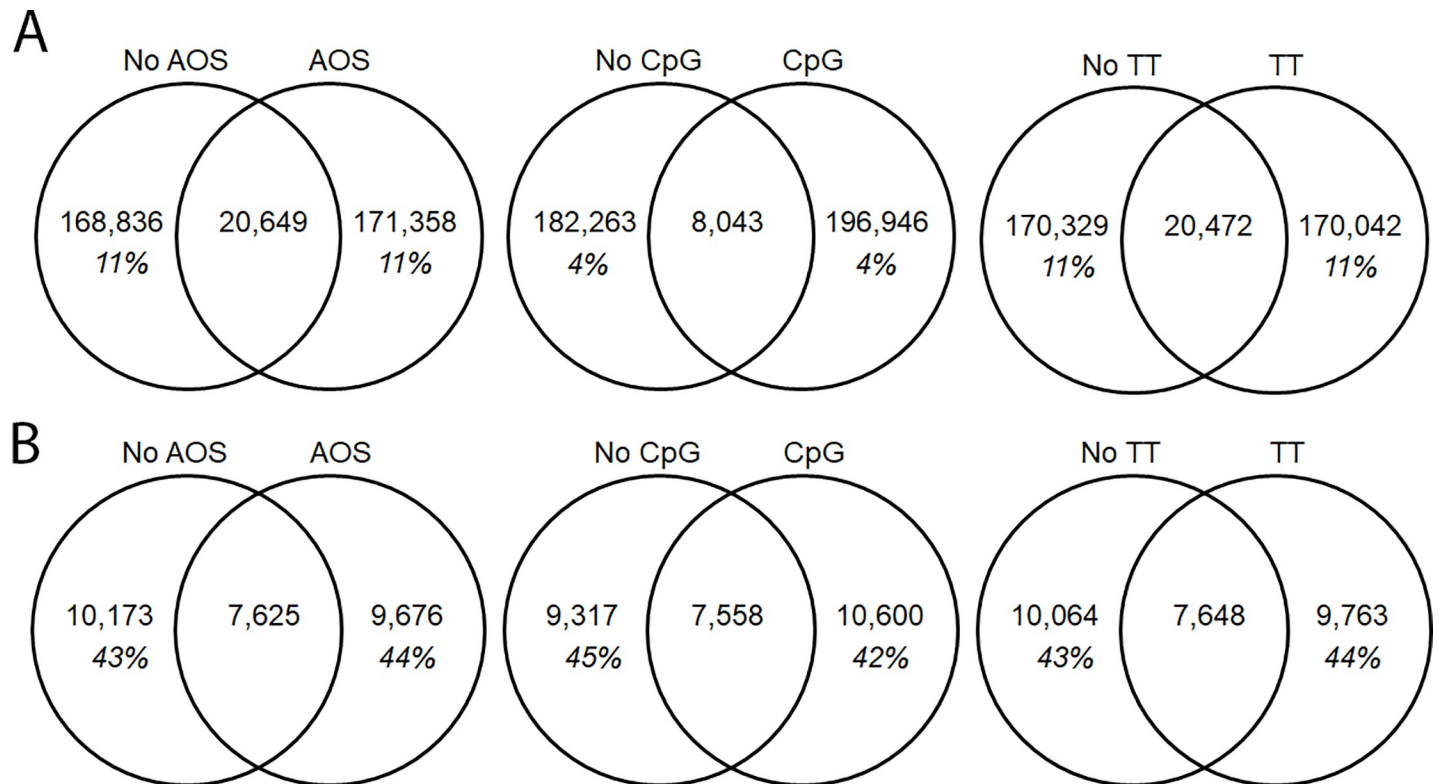 A
No AOS AOS No CpG CpG No TT TT
168,836 20,649 171,358 182,263 8,043 196,946 170,329 20,472 170,042
11% 11% 4% 4% 11% 11%
B
No AOS AOS No CpG CpG No TT TT
10,173 7,625 9,676 9,317 7,558 10,600 10,064 7,648 9,763
43% 44% 45% 42% 43% 44%